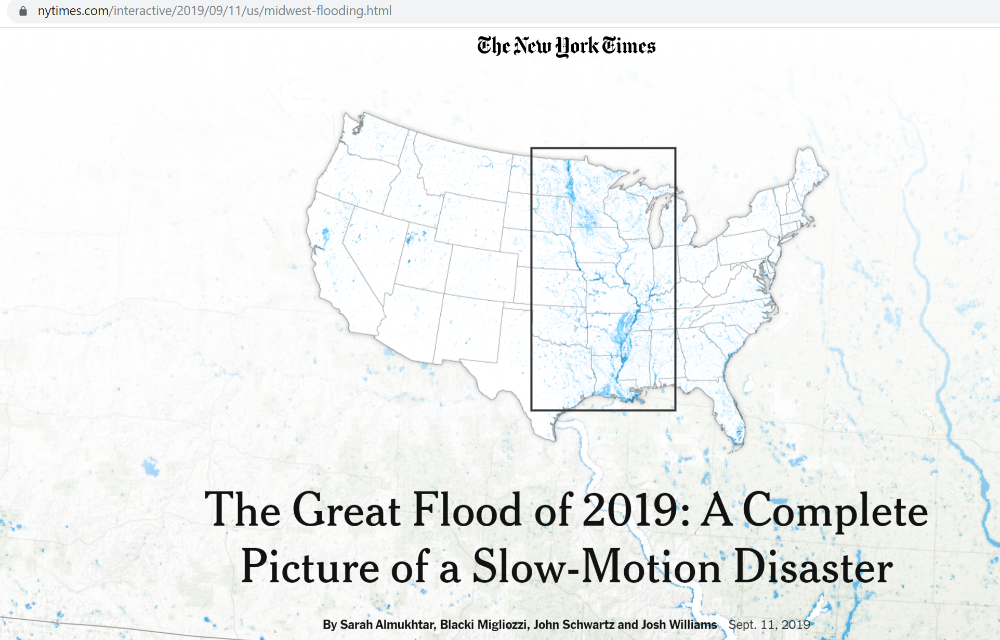 nytimes.com/interactive/2019/09/11/us/midwest-flooding.html
The New York Times
The Great Flood of 2019: A Complete
Picture of a Slow-Motion Disaster
By Sarah Almukhtar, Blacki Migliozzi, John Schwartz and Josh Williams Sept. 11, 2019